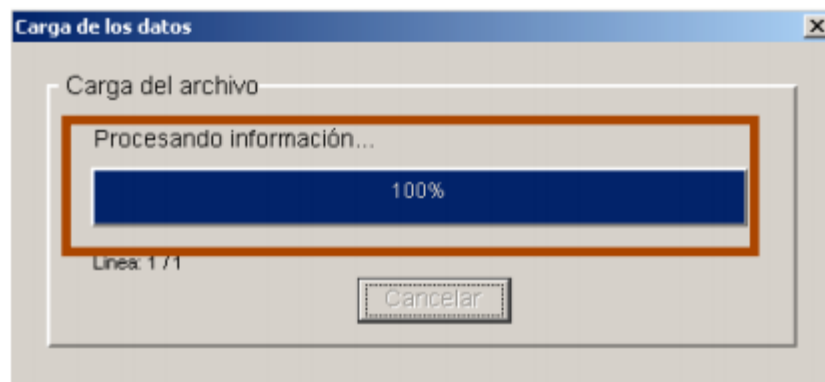 Carga de los datos
Carga del archivo
Procesando información...
100%
Linea: 1 / 1
Cancelar